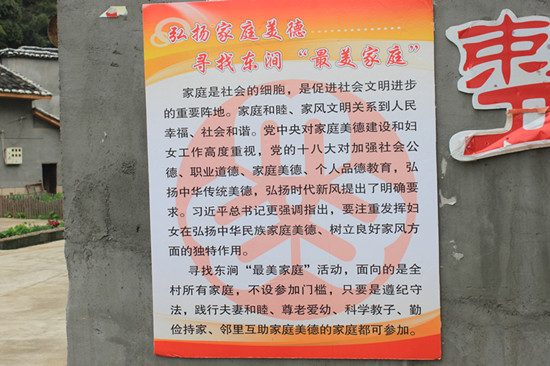 弘扬家庭美德
寻找东涧“最美家庭”
家庭是社会的细胞，是促进社会文明进步
的重要阵地。家庭和睦、家风文明关系到人民
幸福、社会和谐。党中央对家庭美德建设和妇
女工作高度重视，党的十八大对加强社会公
德、职业道德、家庭美德、个人品德教育，弘
扬中华传统美德，弘扬时代新风提出了明确要
求。习近平总书记更强调指出，要注重发挥妇
女在弘扬中华民族家庭美德、树立良好家风方
面的独特作用。
寻找东涧“最美家庭”活动，面向的是全
村所有家庭，不设参加门槛，只要是遵纪守
法，践行夫妻和睦、尊老爱幼、科学教子、勤
俭持家、邻里互助家庭美德的家庭都可参加。